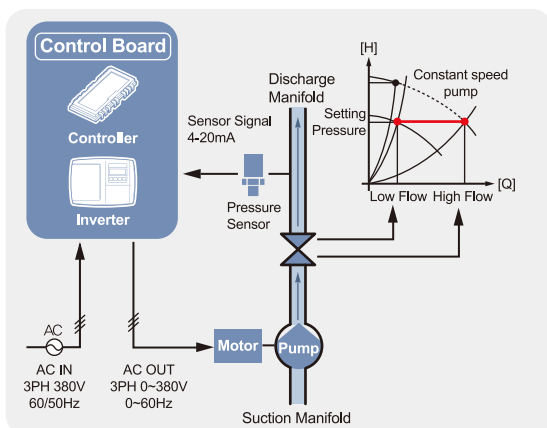 Control Board
Controller
Inverter
AC
AC IN
3PH 380V
60/50Hz
AC OUT
3PH 0~380V
0~60Hz
Sensor Signal
4-20mA
Pressure
Sensor
Discharge
Manifold
Motor
Pump
Suction Manifold
[H]
Constant speed
pump
Setting
Pressure
[Q]
Low Flow High Flow